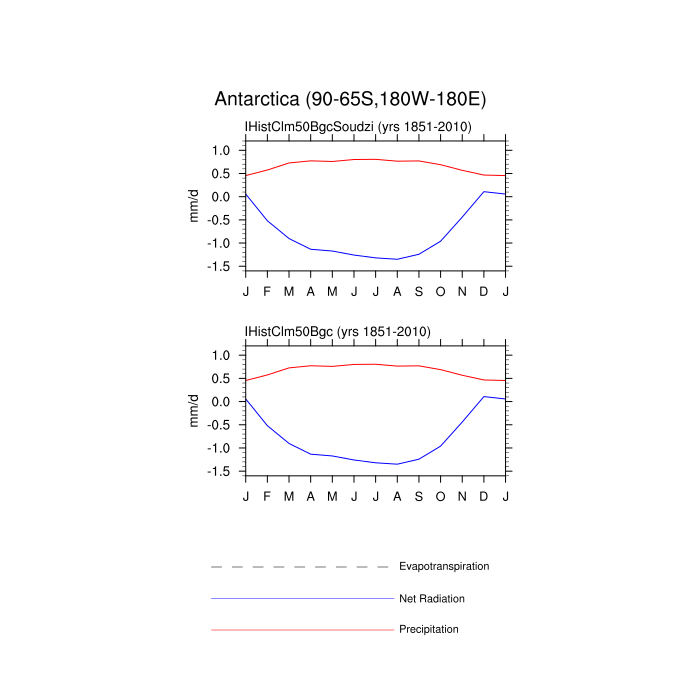 Antarctica (90-65S,180W-180E)
IHistClm50BgcSoudzi (yrs 1851-2010)
1.0
0.5
0.0
-0.5
-1.0
-1.5
mm/d
J F M A M J J A S O N D J
IHistClm50Bgc (yrs 1851-2010)
1.0
0.5
0.0
-0.5
-1.0
-1.5
mm/d
J F M A M J J A S O N D J
Evapotranspiration
Net Radiation
Precipitation